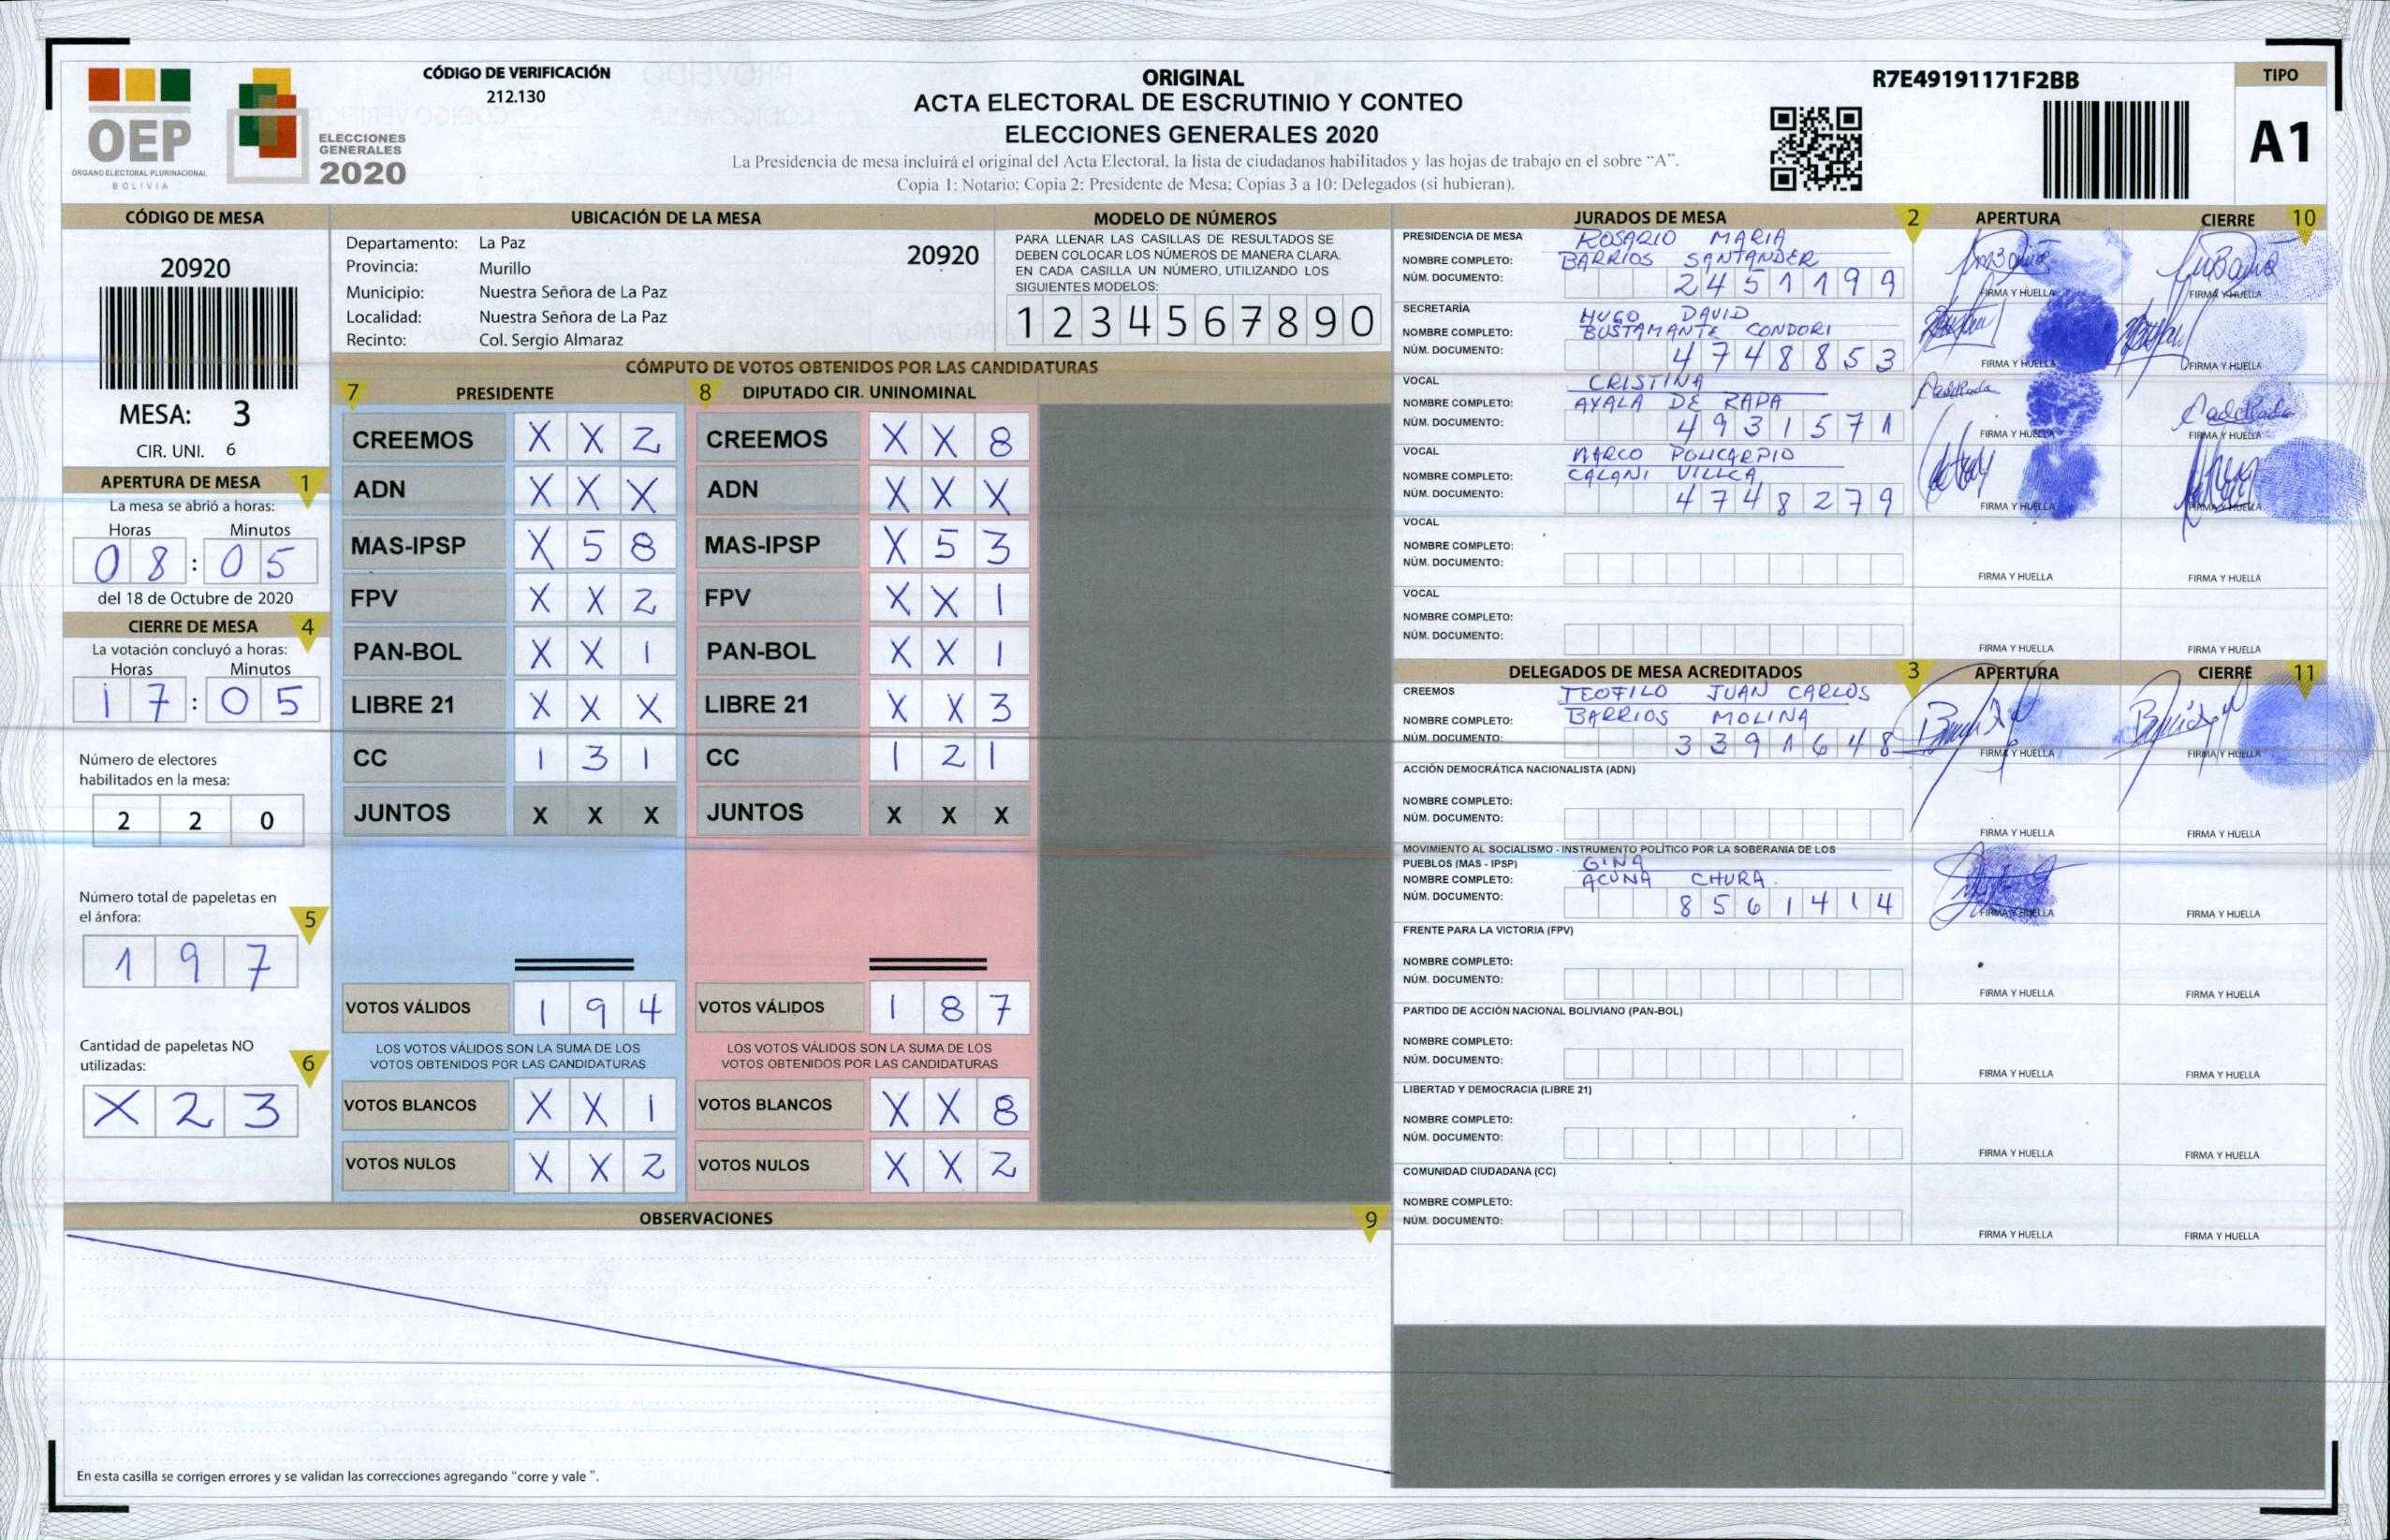 CÓDIGO DE VERIFICACIÓN
212.130
OEP
ÓRGANO ELECTORAL PLURINACIONAL
BOLIVIA
ELECCIONES
GENERALES
2020
ORIGINAL
ACTA ELECTORAL DE ESCRUTINIO Y CONTEO
ELECCIONES GENERALES 2020
La Presidencia de mesa incluirá el original del Acta Electoral, la lista de ciudadanos habilitados y las hojas de trabajo en el sobre “A”.
Copia 1: Notario; Copia 2: Presidente de Mesa; Copias 3 a 10: Delegados (si hubieran).
R7E49191171F2BB
TIPO
A1
CÓDIGO DE MESA
20920
MESA: 3
CIR. UNI. 6
APERTURA DE MESA 1
La mesa se abrió a horas:
Horas Minutos
08:05
del 18 de Octubre de 2020
CIERRE DE MESA 4
La votación concluyó a horas:
Horas Minutos
17:05
Número de electores
habilitados en la mesa:
2 2 0
Número total de papeletas en
el ánfora: 5
1 9 7
Cantidad de papeletas NO
utilizadas: 6
X 2 3
UBICACIÓN DE LA MESA
Departamento: La Paz 20920
Provincia: Murillo
Municipio: Nuestra Señora de La Paz
Localidad: Nuestra Señora de La Paz
Recinto: Col. Sergio Almaraz
MODELO DE NÚMEROS
PARA LLENAR LAS CASILLAS DE RESULTADOS SE
DEBEN COLOCAR LOS NÚMEROS DE MANERA CLARA.
EN CADA CASILLA UN NÚMERO, UTILIZANDO LOS
SIGUIENTES MODELOS:
1 2 3 4 5 6 7 8 9 0
CÓMPUTO DE VOTOS OBTENIDOS POR LAS CANDIDATURAS
7 PRESIDENTE 8 DIPUTADO CIR. UNINOMINAL
CREEMOS X X 2 CREEMOS X X 8
ADN X X X ADN X X X
MAS-IPSP X 5 8 MAS-IPSP X 5 3
FPV X X 2 FPV X X 1
PAN-BOL X X 1 PAN-BOL X X 1
LIBRE 21 X X X LIBRE 21 X X 3
CC 1 3 1 CC 1 2 1
JUNTOS X X X JUNTOS X X X
VOTOS VÁLIDOS 1 9 4 VOTOS VÁLIDOS 1 8 7
LOS VOTOS VÁLIDOS SON LA SUMA DE LOS LOS VOTOS VÁLIDOS SON LA SUMA DE LOS
VOTOS OBTENIDOS POR LAS CANDIDATURAS VOTOS OBTENIDOS POR LAS CANDIDATURAS
VOTOS BLANCOS X X 1 VOTOS BLANCOS X X 8
VOTOS NULOS X X 2 VOTOS NULOS X X 2
OBSERVACIONES 9
En esta casilla se corrigen errores y se validan las correcciones agregando “corre y vale ”.
JURADOS DE MESA 2 APERTURA CIERRE 10
PRESIDENCIA DE MESA ROSARIO MARIA
NOMBRE COMPLETO: BARRIOS SANTANDER
NÚM. DOCUMENTO: 2451199 FIRMA Y HUELLA FIRMA Y HUELLA
SECRETARÍA HUGO DAVID
NOMBRE COMPLETO: BUSTAMANTE CONDORI
NÚM. DOCUMENTO: 4748853 FIRMA Y HUELLA FIRMA Y HUELLA
VOCAL CRISTINA
NOMBRE COMPLETO: AYALA DE RAPA
NÚM. DOCUMENTO: 4931571 FIRMA Y HUELLA FIRMA Y HUELLA
VOCAL MARCO POLICARPIO
NOMBRE COMPLETO: CALANI VILLCA
NÚM. DOCUMENTO: 4748279 FIRMA Y HUELLA FIRMA Y HUELLA
VOCAL
NOMBRE COMPLETO:
NÚM. DOCUMENTO: FIRMA Y HUELLA FIRMA Y HUELLA
VOCAL
NOMBRE COMPLETO:
NÚM. DOCUMENTO: FIRMA Y HUELLA FIRMA Y HUELLA
DELEGADOS DE MESA ACREDITADOS 3 APERTURA CIERRE 11
CREEMOS TEOFILO JUAN CARLOS
NOMBRE COMPLETO: BARRIOS MOLINA
NÚM. DOCUMENTO: 3391648 FIRMA Y HUELLA FIRMA Y HUELLA
ACCIÓN DEMOCRÁTICA NACIONALISTA (ADN)
NOMBRE COMPLETO:
NÚM. DOCUMENTO: FIRMA Y HUELLA FIRMA Y HUELLA
MOVIMIENTO AL SOCIALISMO - INSTRUMENTO POLÍTICO POR LA SOBERANIA DE LOS
PUEBLOS (MAS - IPSP) GINA
NOMBRE COMPLETO: ACUNA CHURA.
NÚM. DOCUMENTO: 8561414 FIRMA Y HUELLA FIRMA Y HUELLA
FRENTE PARA LA VICTORIA (FPV)
NOMBRE COMPLETO:
NÚM. DOCUMENTO: FIRMA Y HUELLA FIRMA Y HUELLA
PARTIDO DE ACCIÓN NACIONAL BOLIVIANO (PAN-BOL)
NOMBRE COMPLETO:
NÚM. DOCUMENTO: FIRMA Y HUELLA FIRMA Y HUELLA
LIBERTAD Y DEMOCRACIA (LIBRE 21)
NOMBRE COMPLETO:
NÚM. DOCUMENTO: FIRMA Y HUELLA FIRMA Y HUELLA
COMUNIDAD CIUDADANA (CC)
NOMBRE COMPLETO:
NÚM. DOCUMENTO: FIRMA Y HUELLA FIRMA Y HUELLA